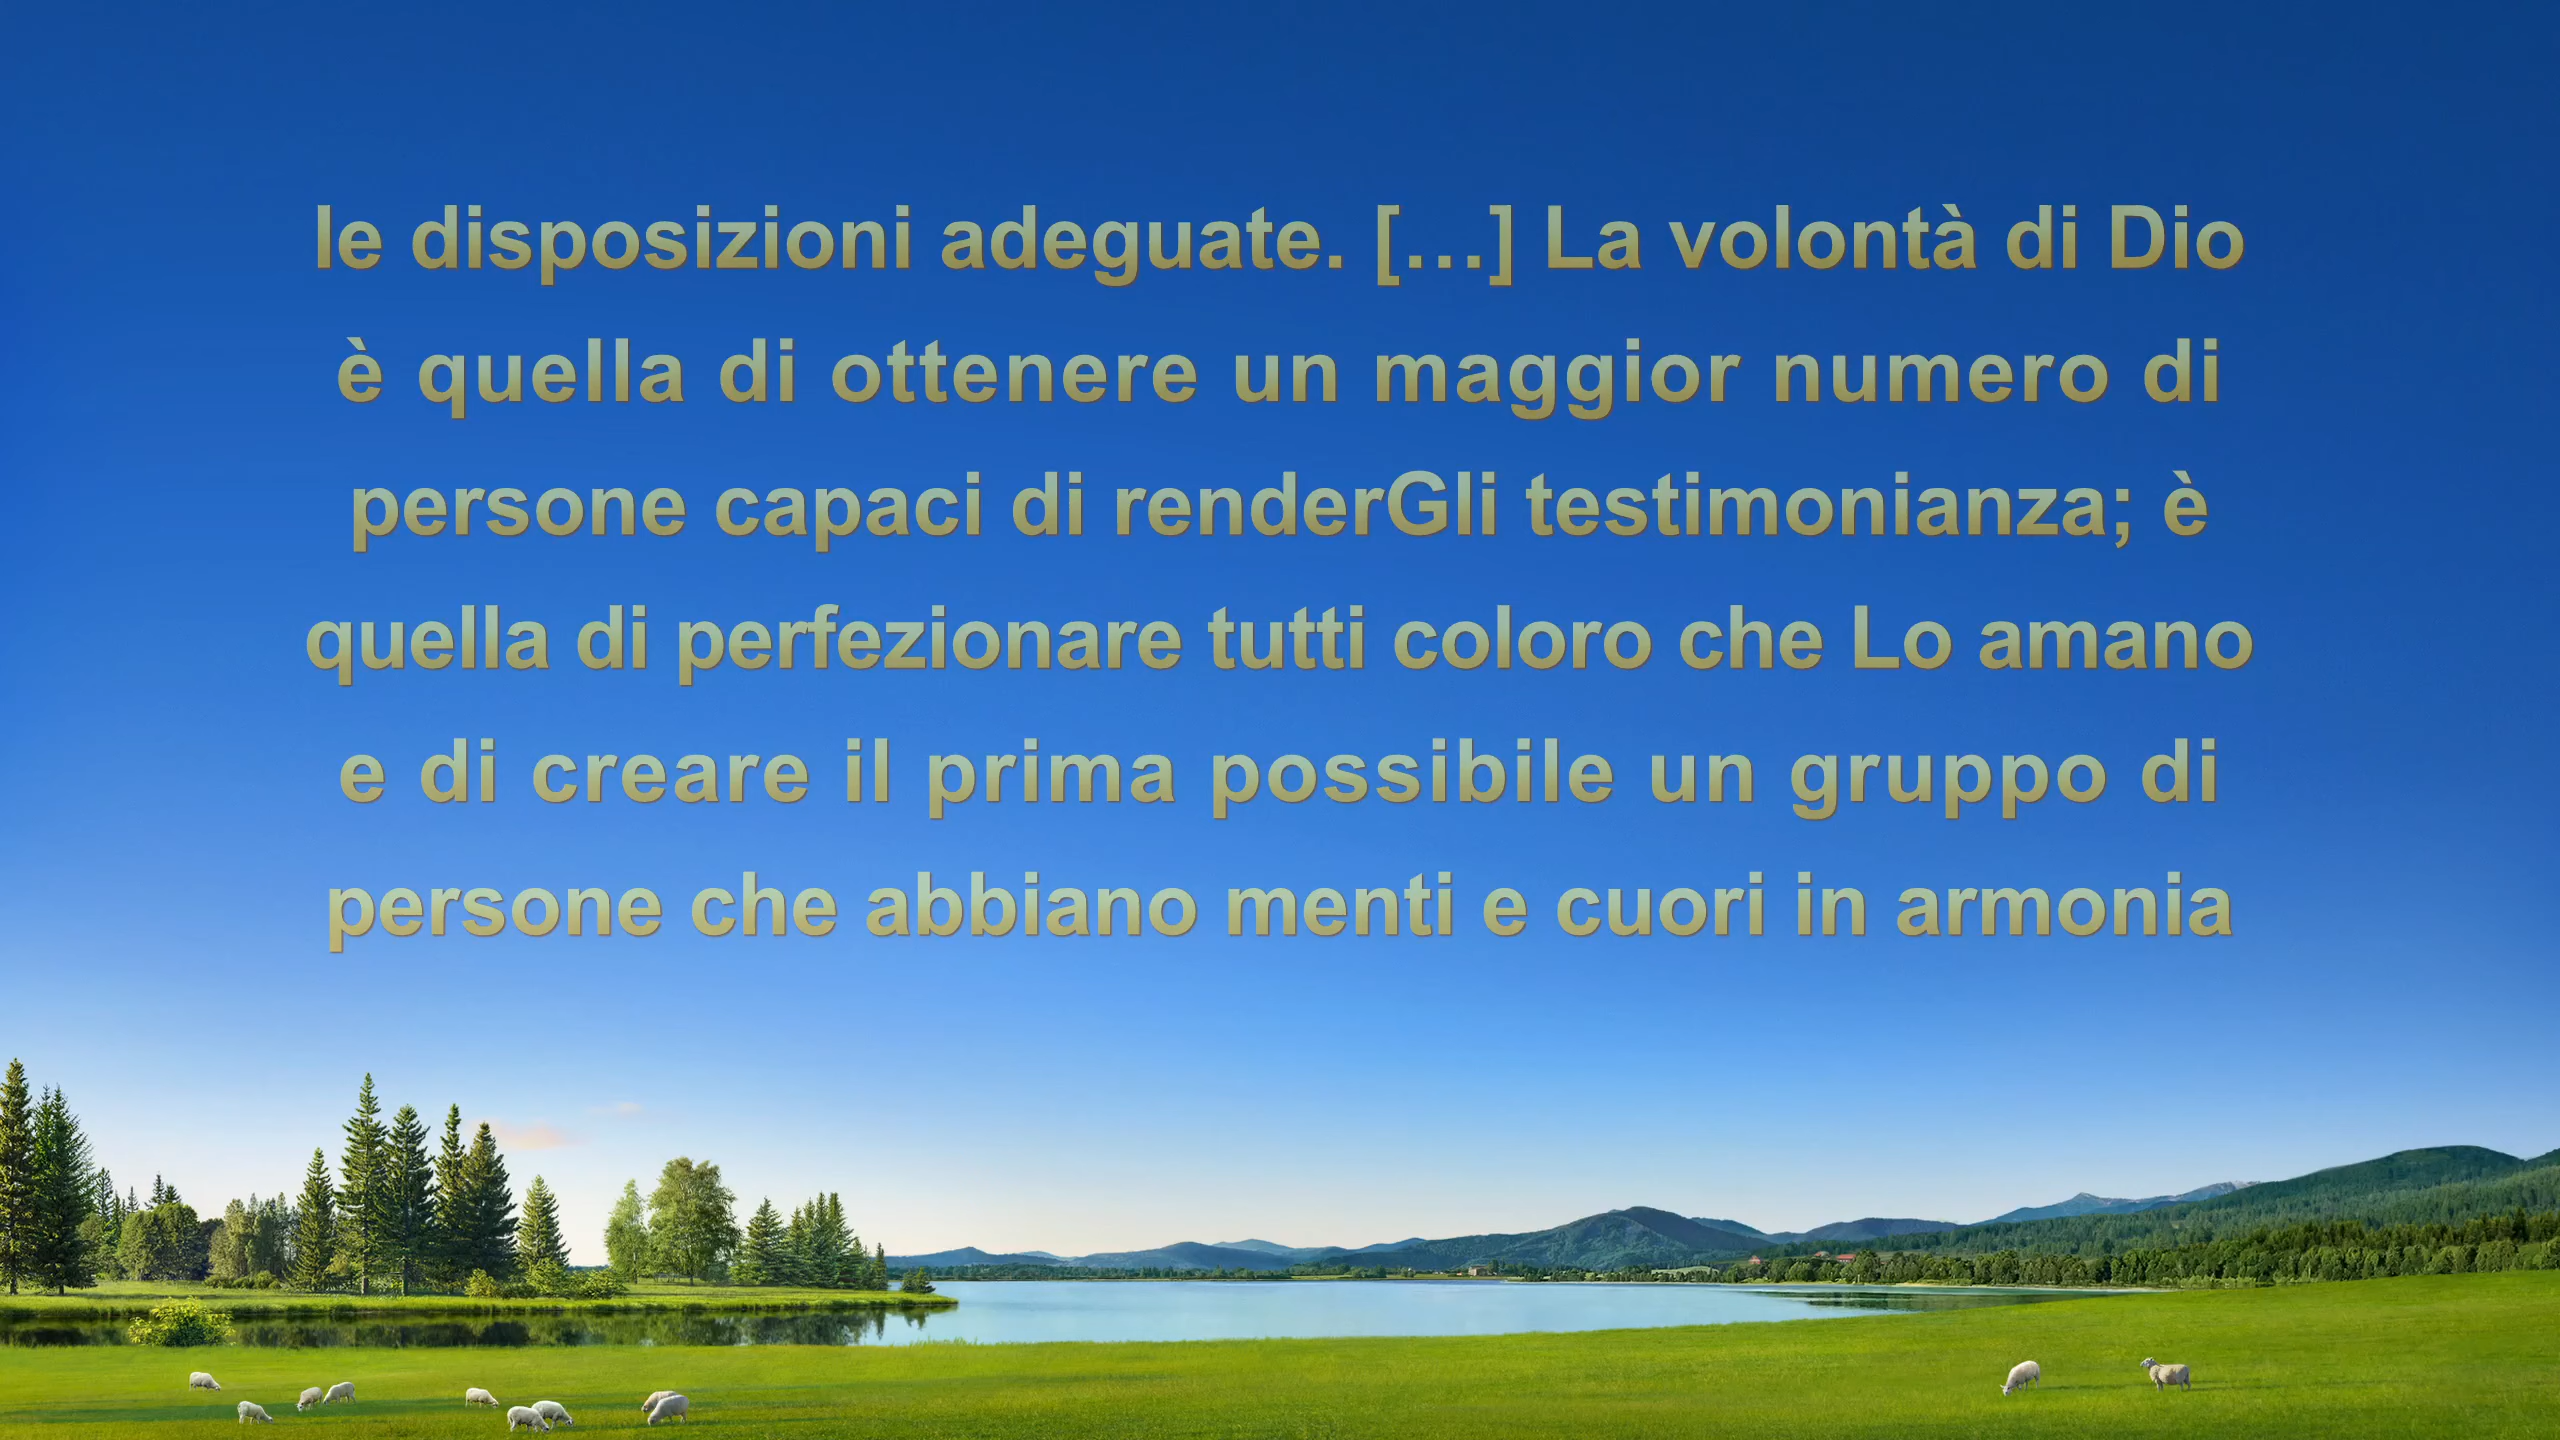 le disposizioni adeguate. […] La volontà di Dio
è quella di ottenere un maggior numero di
persone capaci di renderGli testimonianza; è
quella di perfezionare tutti coloro che Lo amano
e di creare il prima possibile un gruppo di
persone che abbiano menti e cuori in armonia